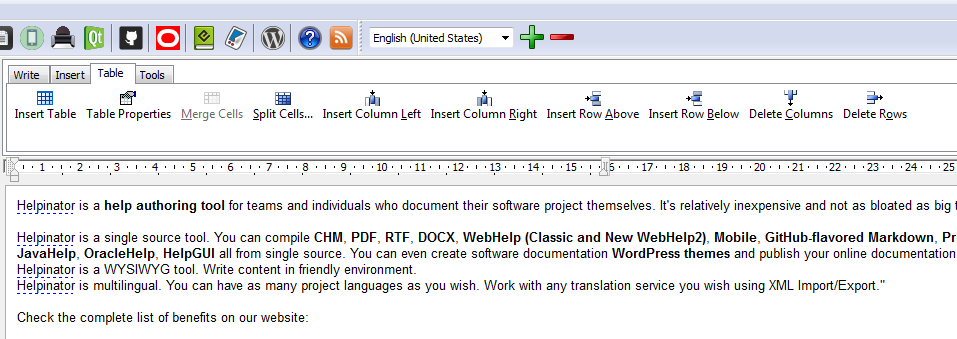 Qt
English (United States)
Write Insert Table Tools
Insert Table Table Properties Merge Cells Split Cells... Insert Column Left Insert Column Right Insert Row Above Insert Row Below Delete Columns Delete Rows
1 2 3 4 5 6 7 8 9 10 11 12 13 14 15 16 17 18 19 20 21 22 23 24 25
Helpinator is a help authoring tool for teams and individuals who document their software project themselves. It's relatively inexpensive and not as bloated as big
Helpinator is a single source tool. You can compile CHM, PDF, RTF, DOCX, WebHelp (Classic and New WebHelp2), Mobile, GitHub-flavored Markdown, Pr
JavaHelp, OracleHelp, HelpGUI all from single source. You can even create software documentation WordPress themes and publish your online documentation
Helpinator is a WYSIWYG tool. Write content in friendly environment.
Helpinator is multilingual. You can have as many project languages as you wish. Work with any translation service you wish using XML Import/Export."
Check the complete list of benefits on our website: